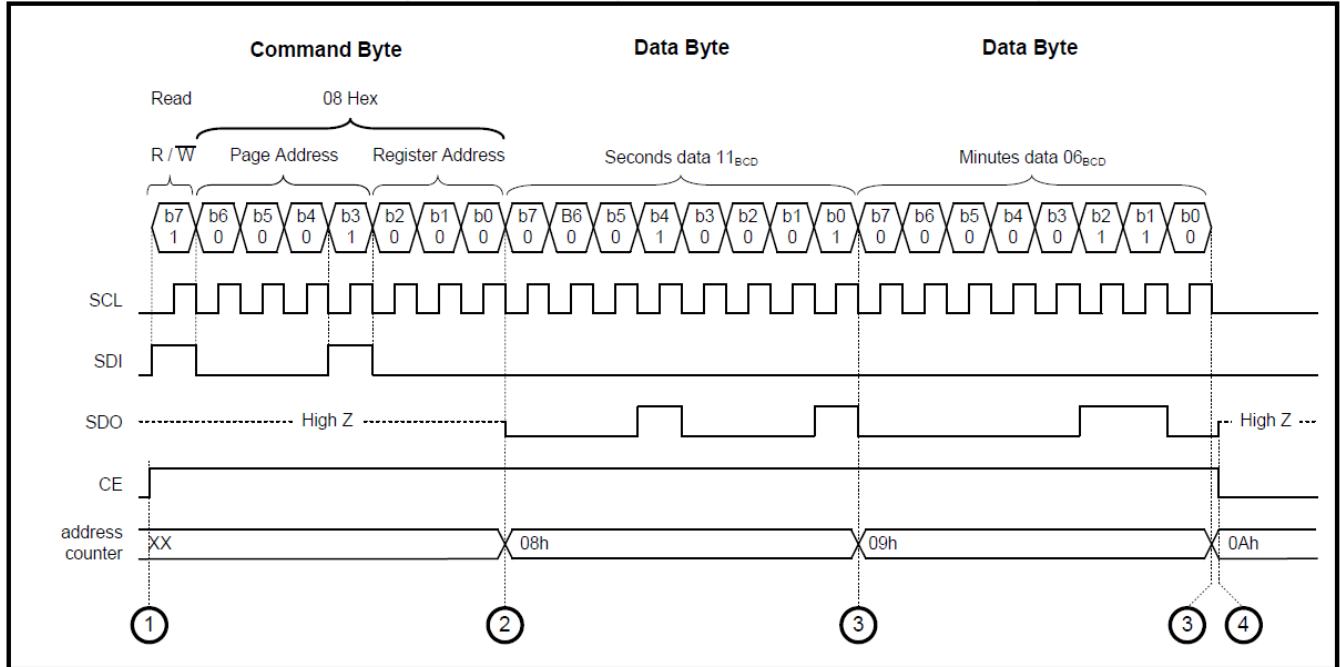 Command Byte Data Byte Data Byte
Read 08 Hex
R / W Page Address Register Address Seconds data 11BCD Minutes data 06BCD
b7 b6 b5 b4 b3 b2 b1 b0 b7 B6 b5 b4 b3 b2 b1 b0 b7 b6 b5 b4 b3 b2 b1 b0
1 0 0 0 1 0 0 0 0 0 0 1 0 0 0 1 0 0 0 0 0 1 1 0
SCL
SDI
SDO High Z High Z
CE
address
counter
XX 08h 09h 0Ah
1 2 3 3 4